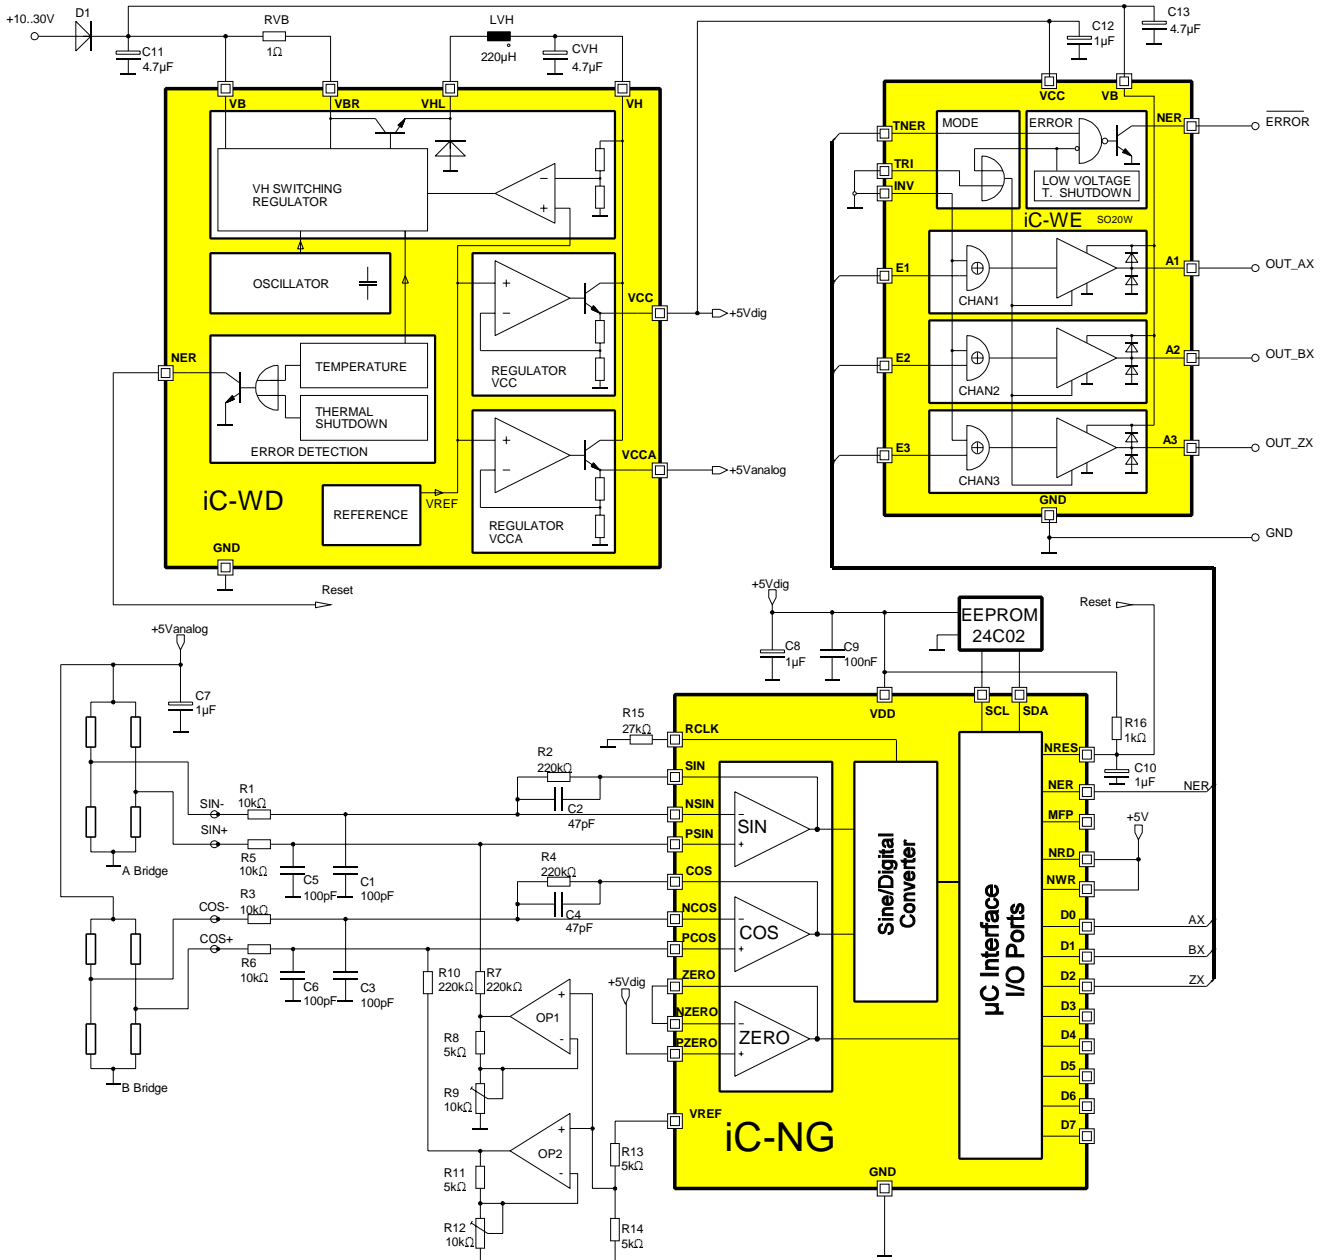 +10..30V
D1
C11
4.7µF
RVB
1Ω
LVH
220µH
CVH
4.7µF
C12
1µF
C13
4.7µF
VB
VBR
VHL
VH
VH SWITCHING
REGULATOR
−
+
OSCILLATOR
NER
TEMPERATURE
THERMAL
SHUTDOWN
ERROR DETECTION
iC-WD
REFERENCE
VREF
+
−
REGULATOR
VCC
+
−
REGULATOR
VCCA
VCC
+5Vdig
VCCA
+5Vanalog
GND
Reset
VCC
VB
TNER
TRI
INV
MODE
ERROR
LOW VOLTAGE
T. SHUTDOWN
iC-WE
SO20W
NER
ERROR
E1
CHAN1
A1
OUT_AX
E2
CHAN2
A2
OUT_BX
E3
CHAN3
A3
OUT_ZX
GND
GND
+5Vanalog
C7
1µF
A Bridge
B Bridge
SIN-
SIN+
COS-
COS+
R1
10kΩ
R5
10kΩ
R3
10kΩ
R6
10kΩ
C5
100pF
C1
100pF
C6
100pF
C3
100pF
R2
220kΩ
C2
47pF
R4
220kΩ
C4
47pF
R10
220kΩ
R7
220kΩ
R8
5kΩ
R9
10kΩ
R11
5kΩ
R12
10kΩ
OP1
+
-
OP2
+
-
R13
5kΩ
R14
5kΩ
R15
27kΩ
+5Vdig
+5Vdig
C8
1µF
C9
100nF
EEPROM
24C02
Reset
R16
1kΩ
C10
1µF
+5V
VDD
SCL
SDA
RCLK
SIN
NSIN
PSIN
COS
NCOS
PCOS
ZERO
NZERO
PZERO
VREF
−
SIN
+
−
COS
+
−
ZERO
+
Sine/Digital
Converter
µC Interface
I/O Ports
NRES
NER
MFP
NRD
NWR
D0
D1
D2
D3
D4
D5
D6
D7
NER
AX
BX
ZX
iC-NG
GND